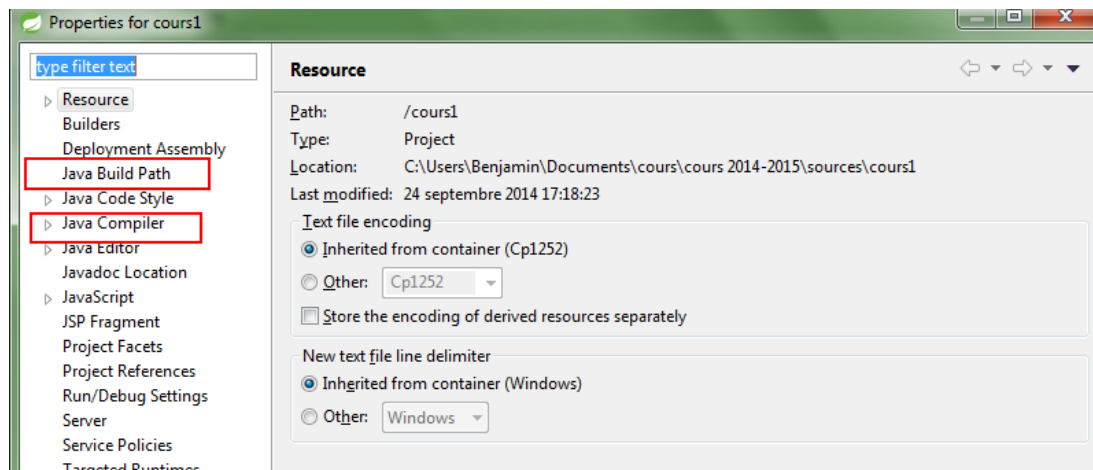 Properties for cours1
type filter text
Resource
Builders
Deployment Assembly
Java Build Path
Java Code Style
Java Compiler
Java Editor
Javadoc Location
JavaScript
JSP Fragment
Project Facets
Project References
Run/Debug Settings
Server
Service Policies
Targeted Runtimes
Resource
Path: /cours1
Type: Project
Location: C:\Users\Benjamin\Documents\cours\cours 2014-2015\sources\cours1
Last modified: 24 septembre 2014 17:18:23
Text file encoding
Inherited from container (Cp1252)
Other: Cp1252
Store the encoding of derived resources separately
New text file line delimiter
Inherited from container (Windows)
Other: Windows